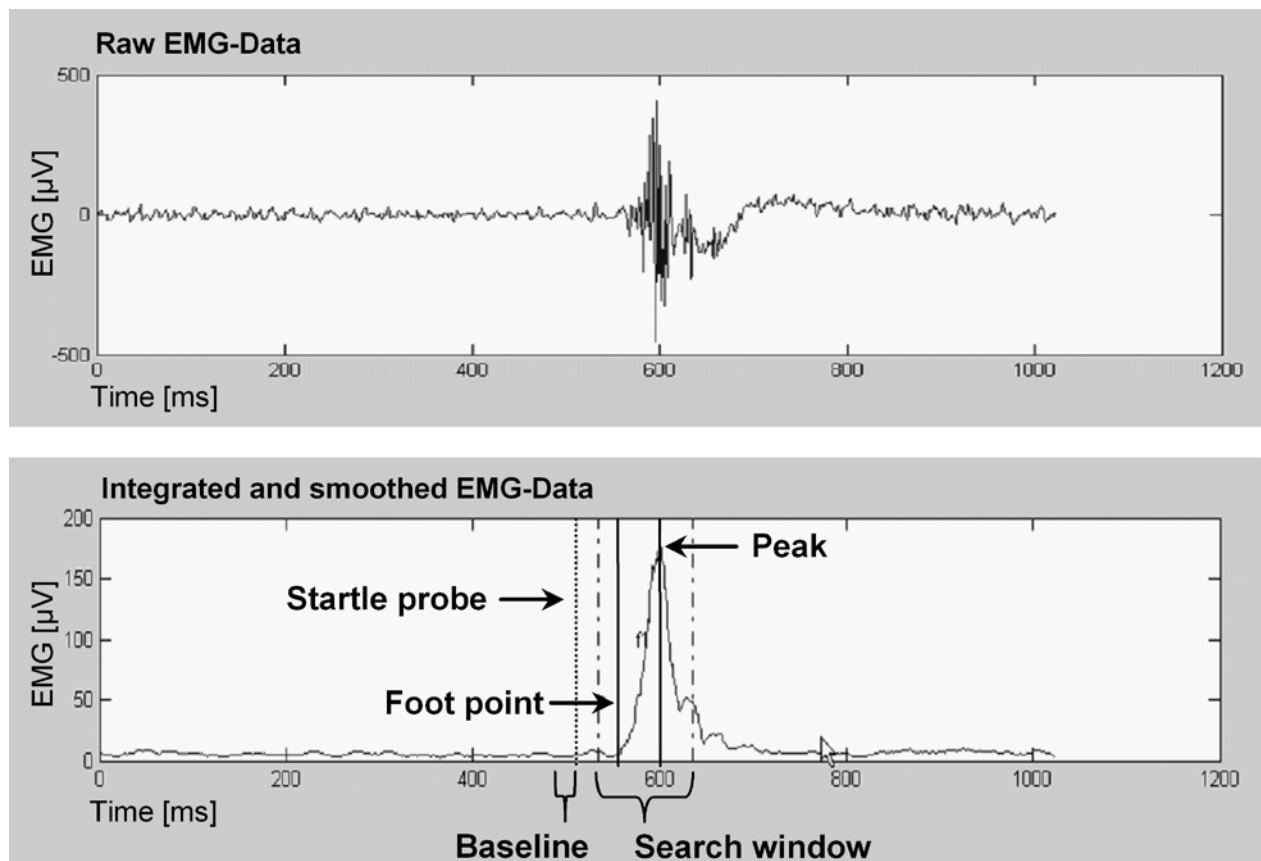 Raw EMG-Data
500
0
-500
EMG [µV]
0 200 400 600 800 1000 1200
Time [ms]
Integrated and smoothed EMG-Data
200
150
100
50
0
EMG [µV]
Peak
Startle probe
Foot point
0 200 400 600 800 1000 1200
Time [ms]
Baseline Search window